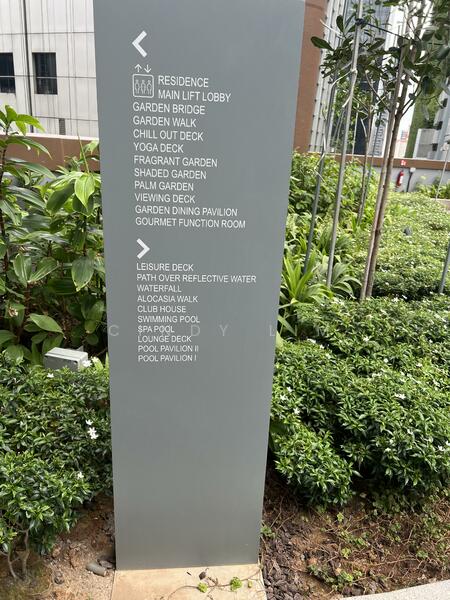 <
RESIDENCE
MAIN LIFT LOBBY
GARDEN BRIDGE
GARDEN WALK
CHILL OUT DECK
YOGA DECK
FRAGRANT GARDEN
SHADED GARDEN
PALM GARDEN
VIEWING DECK
GARDEN DINING PAVILION
GOURMET FUNCTION ROOM
>
LEISURE DECK
PATH OVER REFLECTIVE WATER
WATERFALL
ALOCASIA WALK
CLUB HOUSE
SWIMMING POOL
SPA POOL
LOUNGE DECK
POOL PAVILION II
POOL PAVILION I